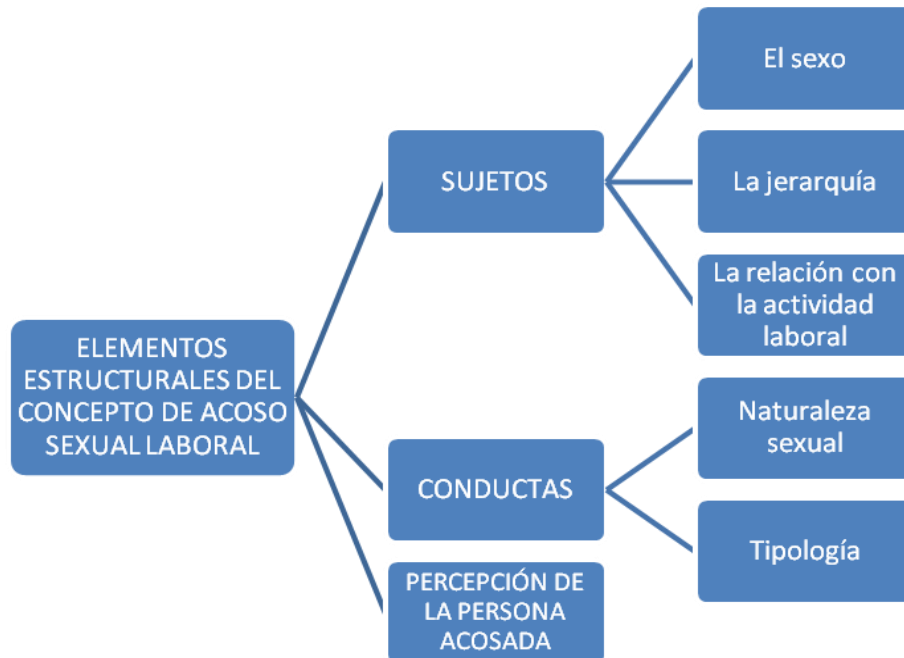 ELEMENTOS
ESTRUCTURALES DEL
CONCEPTO DE ACOSO
SEXUAL LABORAL
SUJETOS
El sexo
La jerarquía
La relación con
la actividad
laboral
CONDUCTAS
Naturaleza
sexual
Tipología
PERCEPCIÓN DE
LA PERSONA
ACOSADA